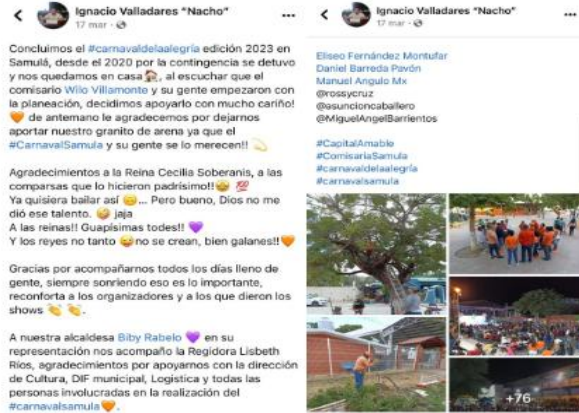 Ignacio Valladares "Nacho"
17 mar ·
Concluimos el #carnavaldelaalegría edición 2023 en
Samulá, desde el 2020 por la contingencia se detuvo
y nos quedamos en casa🏠, al escuchar que el
comisario Wilo Villamonte y su gente empezaron con
la planeación, decidimos apoyarlo con mucho cariño!
🧡 de antemano le agradecemos por dejarnos
aportar nuestro granito de arena ya que el
#CarnavalSamula y su gente se lo merecen!! 💫
Agradecimientos a la Reina Cecilia Soberanis, a las
comparsas que lo hicieron padrísimo!!🤩 💯
Ya quisiera bailar así 😔... Pero bueno, Dios no me
dió ese talento. 🤣 jaja
A las reinas!! Guapísimas todes!! 💜
Y los reyes no tanto 😜no se crean, bien galanes!!🧡
Gracias por acompañarnos todos los días lleno de
gente, siempre sonriendo eso es lo importante,
reconforta a los organizadores y a los que dieron los
shows 👏 👏.
A nuestra alcaldesa Biby Rabelo 💜 en su
representación nos acompaño la Regidora Lisbeth
Ríos, agradecimientos por apoyarnos con la dirección
de Cultura, DIF municipal, Logistica y todas las
personas involucradas en la realización del
#carnavalsamula🧡.
Ignacio Valladares "Nacho"
17 mar ·
Eliseo Fernández Montufar
Daniel Barreda Pavón
Manuel Angulo Mx
@rossycruz
@asuncioncaballero
@MiguelAngelBarrientos
#CapitalAmable
#ComisariaSamula
#carnavaldelaalegría
#carnavalsamula
+76